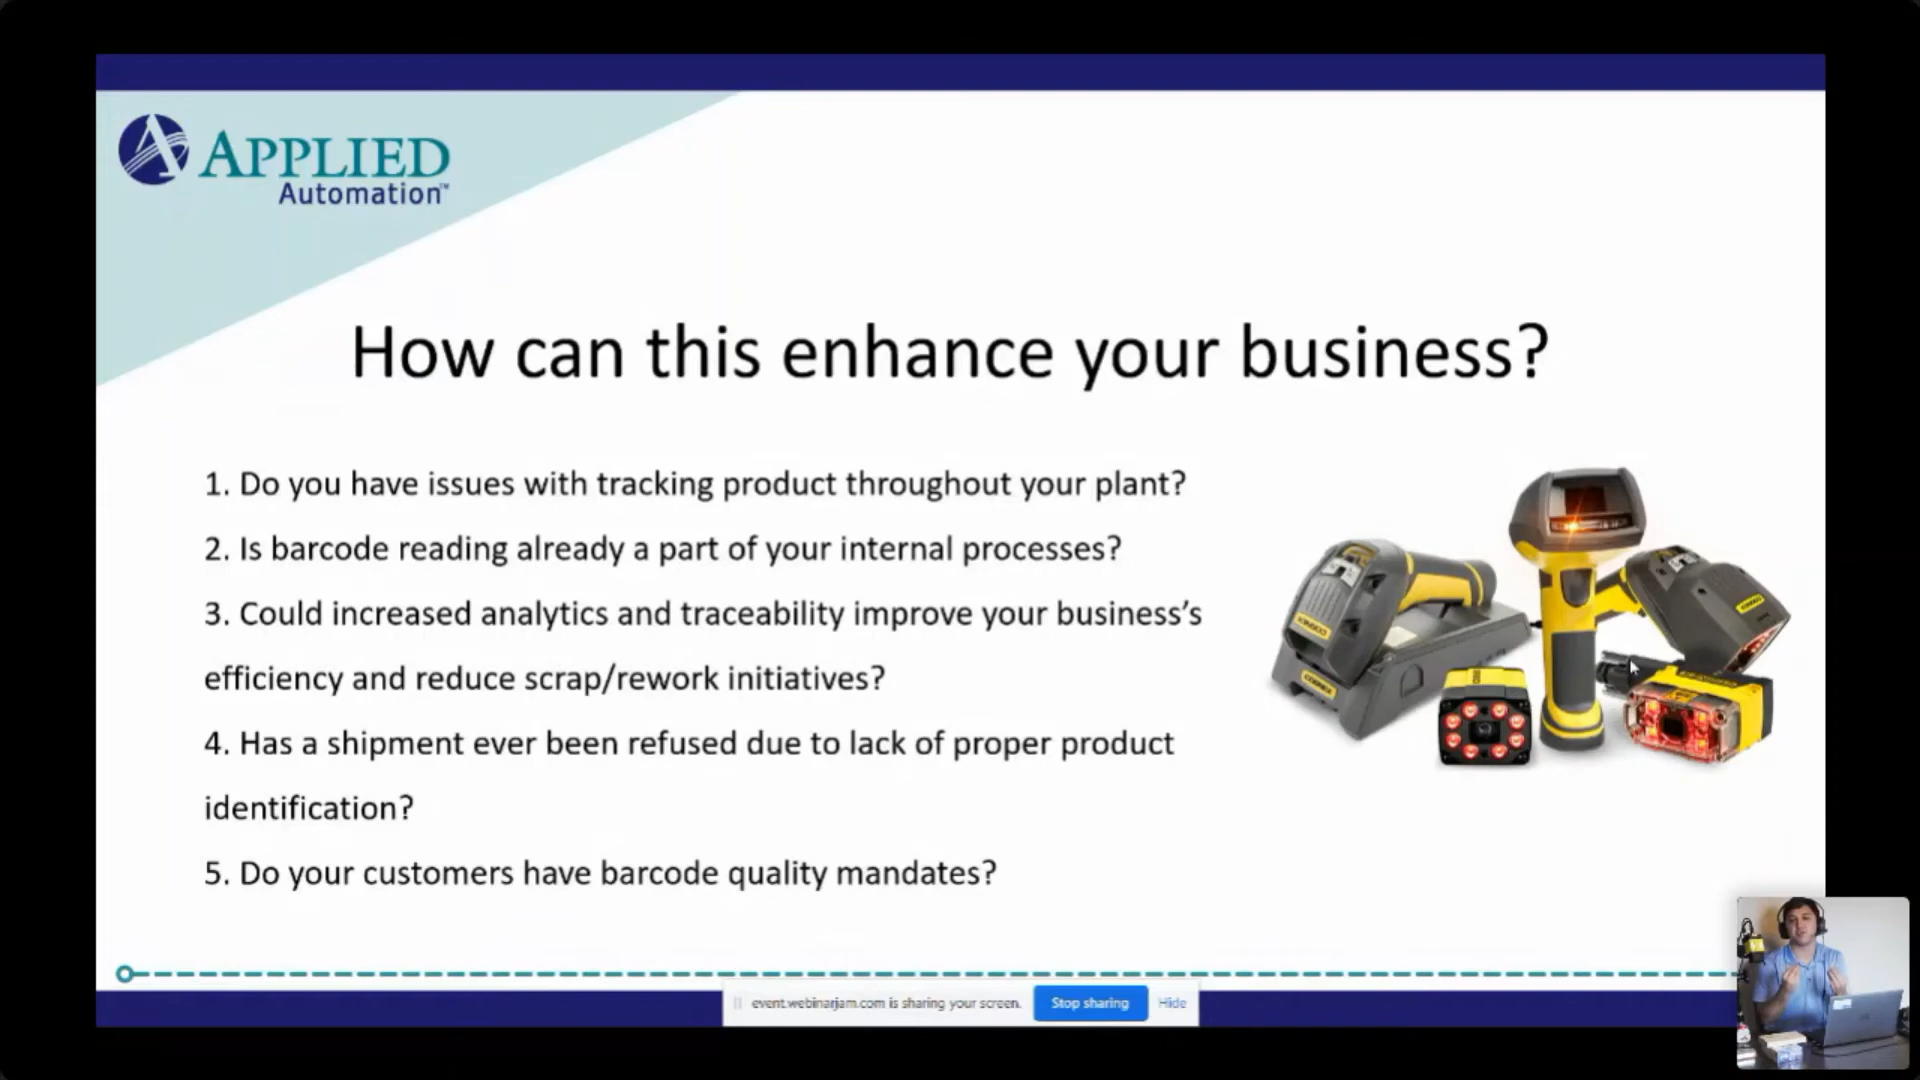 APPLIED
Automation™
How can this enhance your business?
1. Do you have issues with tracking product throughout your plant?
2. Is barcode reading already a part of your internal processes?
3. Could increased analytics and traceability improve your business’s
efficiency and reduce scrap/rework initiatives?
4. Has a shipment ever been refused due to lack of proper product
identification?
5. Do your customers have barcode quality mandates?
COGNEX
COGNEX
event.webinarjam.com is sharing your screen.
Stop sharing
Hide